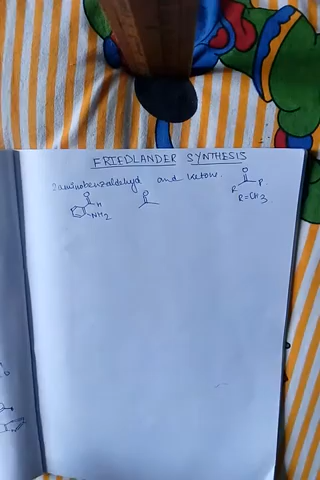 FRIEDLANDER SYNTHESIS
2aminobenzaldehyd and Ketone.
O O O
H R R
NH2 R=CH3